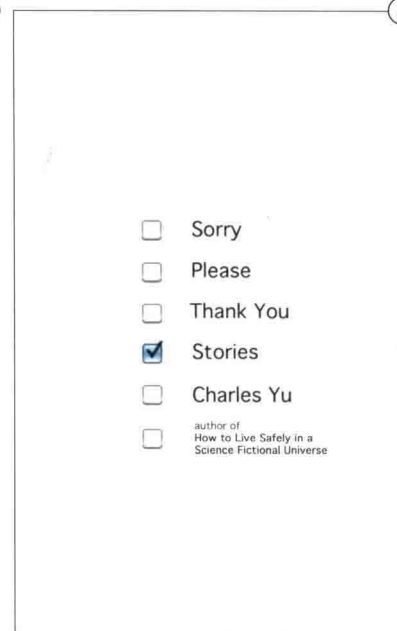 Sorry
Please
Thank You
Stories
Charles Yu
author of
How to Live Safely in a
Science Fictional Universe